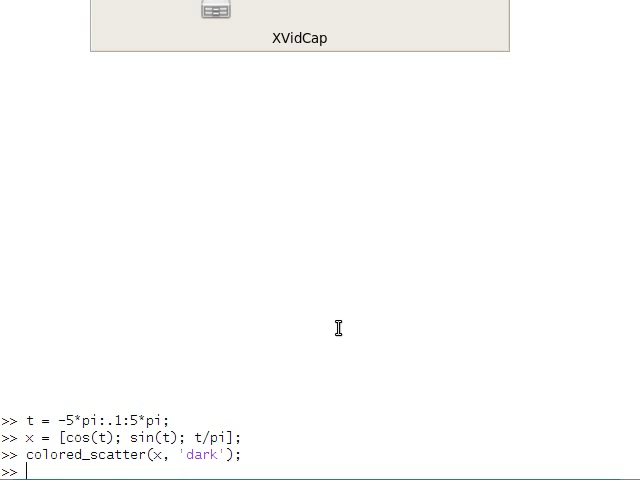 XVidCap
>> t = -5*pi:.1:5*pi;
>> x = [cos(t); sin(t); t/pi];
>> colored_scatter(x, 'dark');
>>